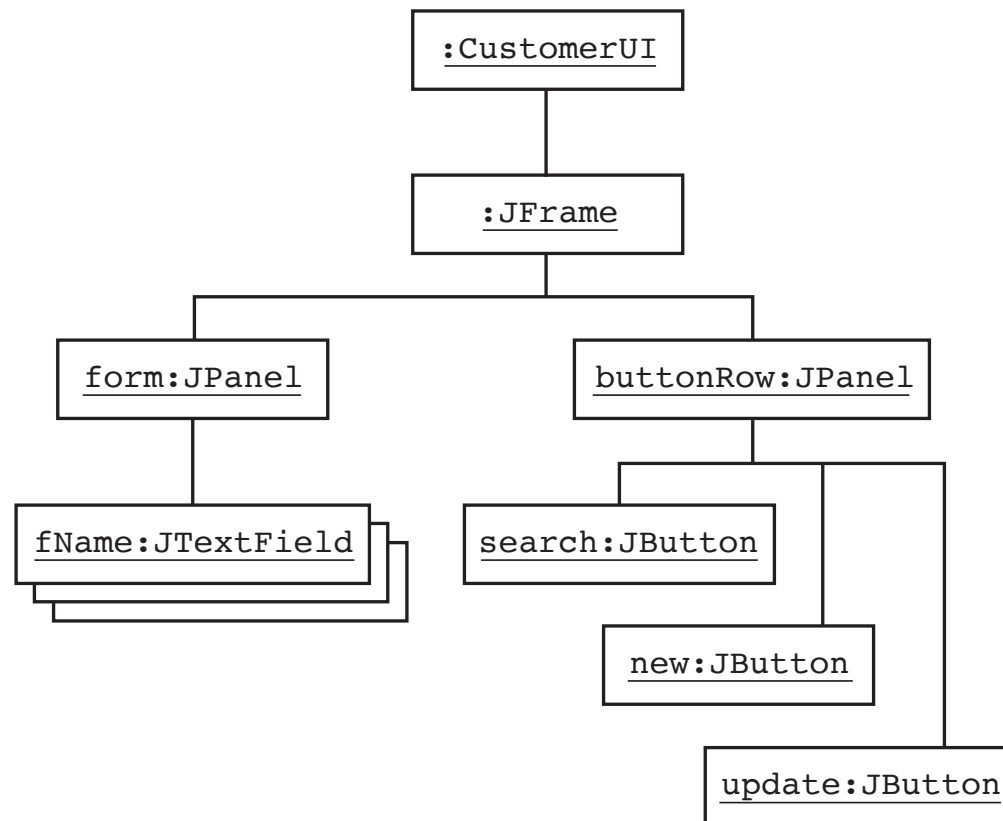 :CustomerUI
:JFrame
form:JPanel
buttonRow:JPanel
fName:JTextField
search:JButton
new:JButton
update:JButton